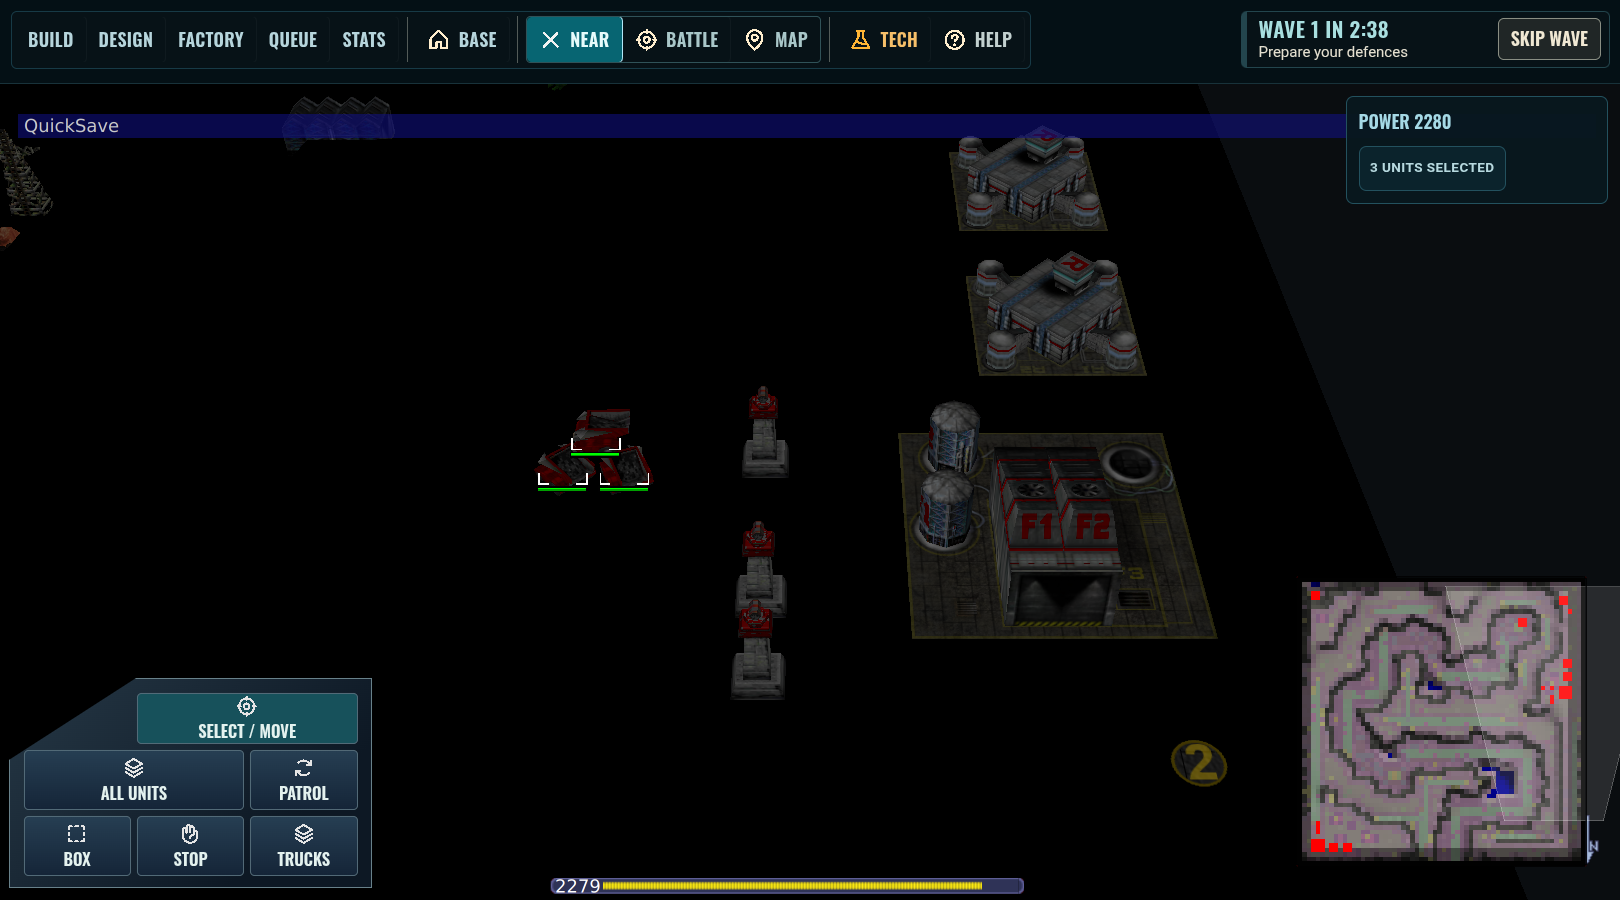 BUILD DESIGN FACTORY QUEUE STATS BASE NEAR BATTLE MAP TECH HELP
WAVE 1 IN 2:38
Prepare your defences
SKIP WAVE
QuickSave
POWER 2280
3 UNITS SELECTED
R
F1 F2
3
2
SELECT / MOVE
ALL UNITS PATROL
BOX STOP TRUCKS
2279
N